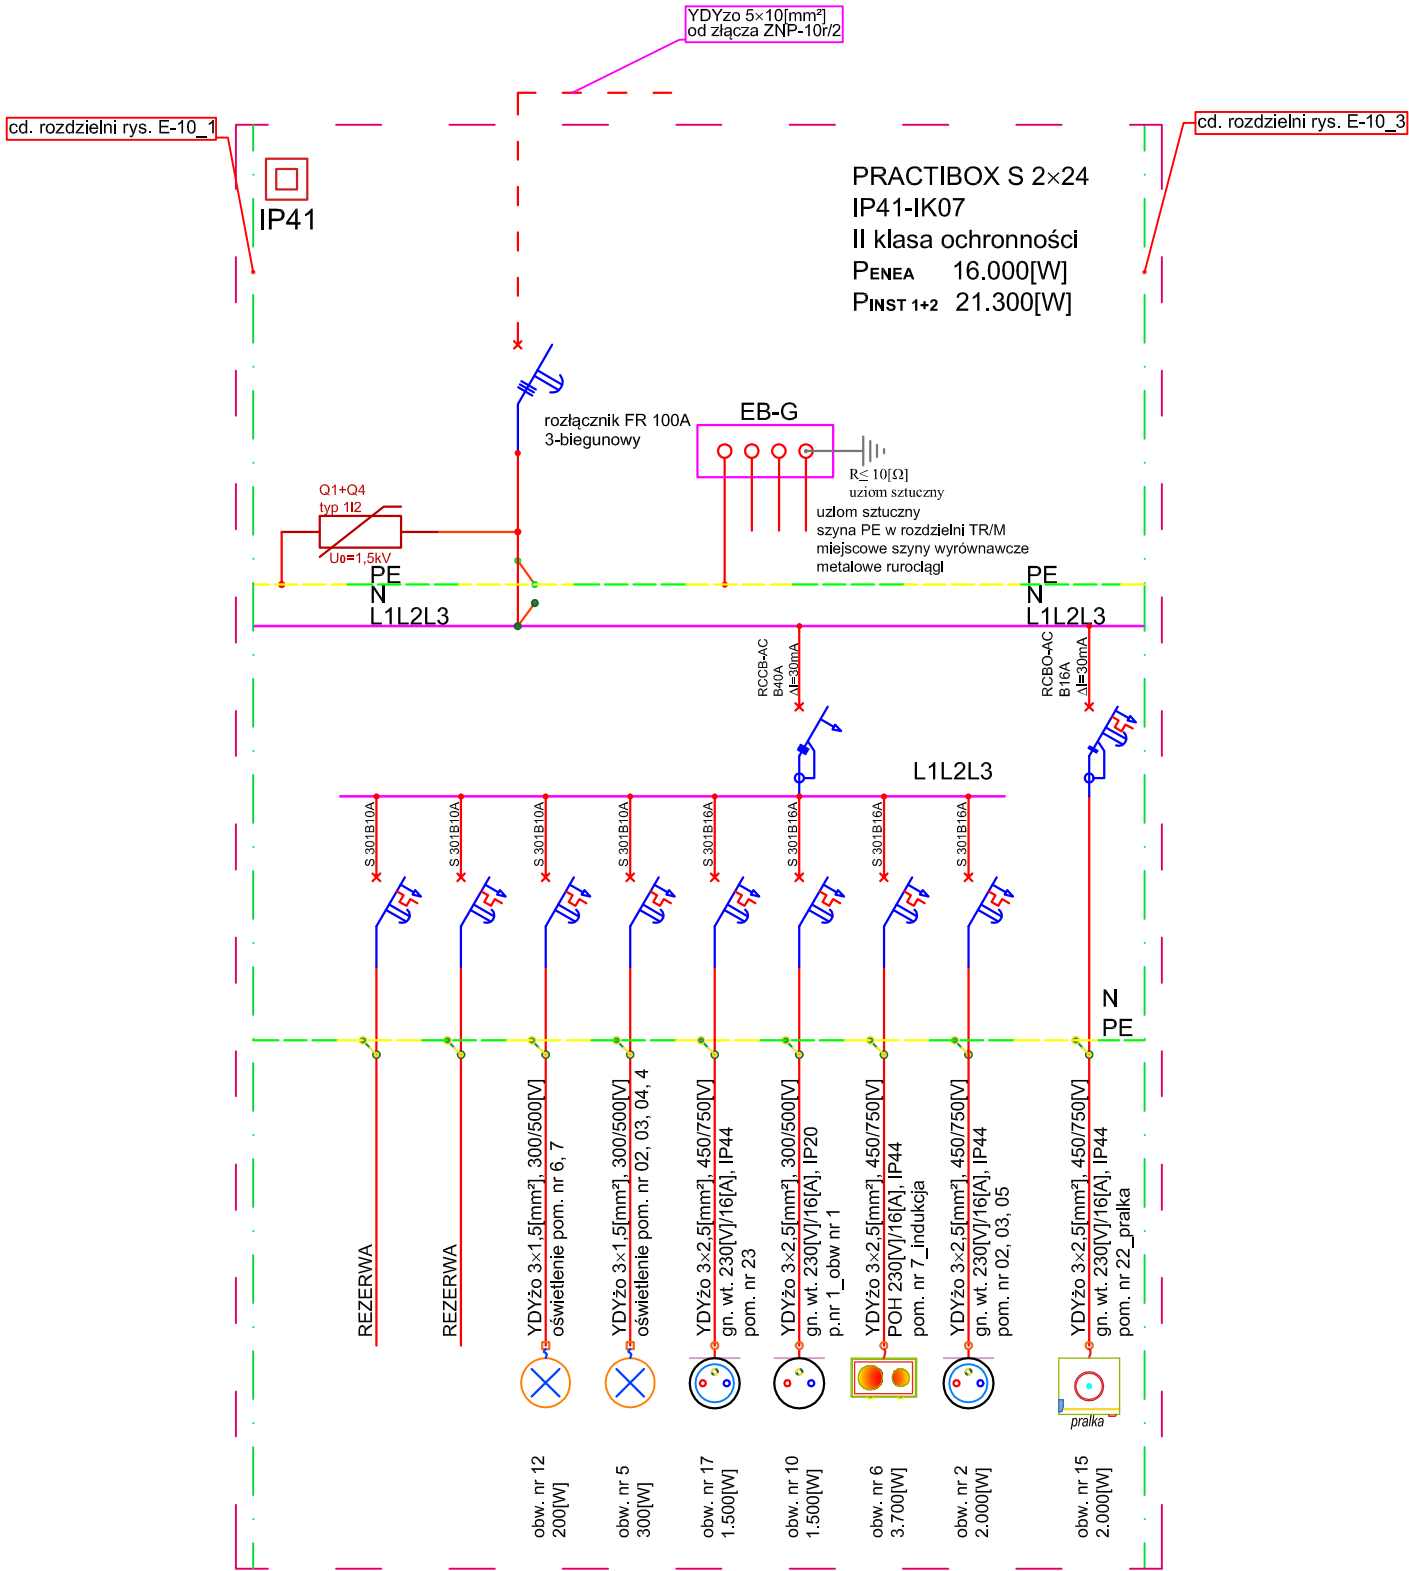 YDYzo 5×10[mm²]
od złącza ZNP-10r/2
cd. rozdzielni rys. E-10_1
cd. rozdzielni rys. E-10_3
IP41
PRACTIBOX S 2×24
IP41-IK07
II klasa ochronności
PENEA 16.000[W]
PINST 1+2 21.300[W]
rozłącznik FR 100A
3-biegunowy
EB-G
R≤ 10[Ω]
uziom sztuczny
uziom sztuczny
szyna PE w rozdzielni TR/M
miejscowe szyny wyrównawcze
metalowe rurociągi
Q1+Q4
typ 1I2
U0=1,5kV
PE
N
L1L2L3
PE
N
L1L2L3
RCCB-AC
B40A
ΔI=30mA
RCBO-AC
B16A
ΔI=30mA
L1L2L3
S 301B10A
S 301B10A
S 301B10A
S 301B10A
S 301B16A
S 301B16A
S 301B16A
S 301B16A
N
PE
REZERWA
REZERWA
YDYżo 3×1,5[mm²], 300/500[V]
oświetlenie pom. nr 6, 7
YDYżo 3×1,5[mm²], 300/500[V]
oświetlenie pom. nr 02, 03, 04, 4
YDYżo 3×2,5[mm²], 450/750[V]
gn. wt. 230[V]/16[A], IP44
pom. nr 23
YDYżo 3×2,5[mm²], 300/500[V]
gn. wt. 230[V]/16[A], IP20
p.nr 1_obw nr 1
YDYżo 3×2,5[mm²], 450/750[V]
POH 230[V]/16[A], IP44
pom. nr 7_indukcja
YDYżo 3×2,5[mm²], 450/750[V]
gn. wt. 230[V]/16[A], IP44
pom. nr 02, 03, 05
YDYżo 3×2,5[mm²], 450/750[V]
gn. wt. 230[V]/16[A], IP44
pom. nr 22_pralka
pralka
obw. nr 12
200[W]
obw. nr 5
300[W]
obw. nr 17
1.500[W]
obw. nr 10
1.500[W]
obw. nr 6
3.700[W]
obw. nr 2
2.000[W]
obw. nr 15
2.000[W]